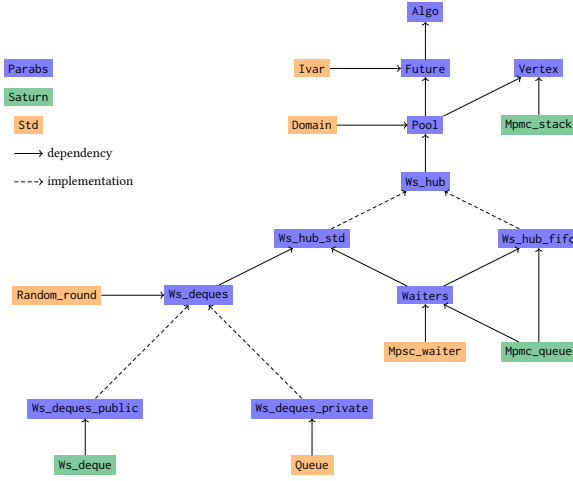 Algo
Parabs
Ivar
Future
Vertex
Saturn
Std
Domain
Pool
Mpmc_stack
dependency
implementation
Ws_hub
Ws_hub_std
Ws_hub_fifo
Random_round
Ws_deques
Waiters
Mpsc_waiter
Mpmc_queue
Ws_deques_public
Ws_deques_private
Ws_deque
Queue